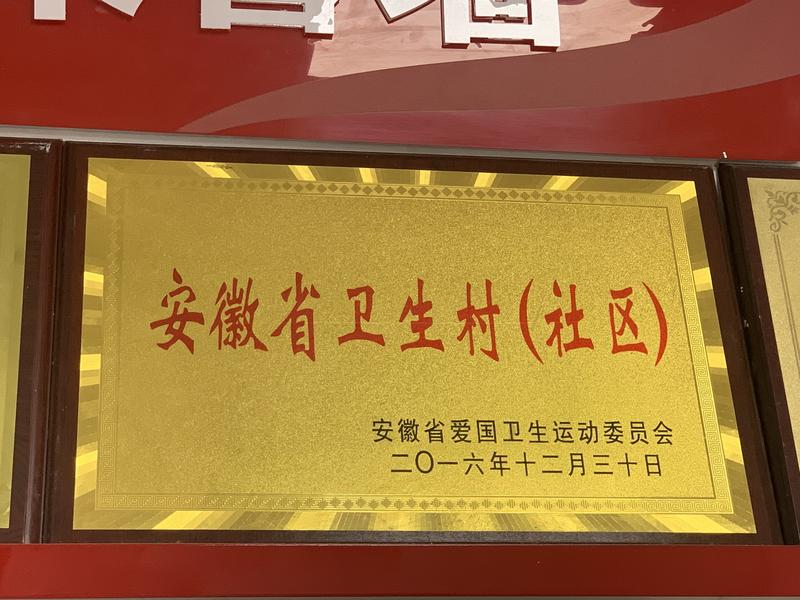 安徽省卫生村(社区)
安徽省爱国卫生运动委员会
二〇一六年十二月三十日